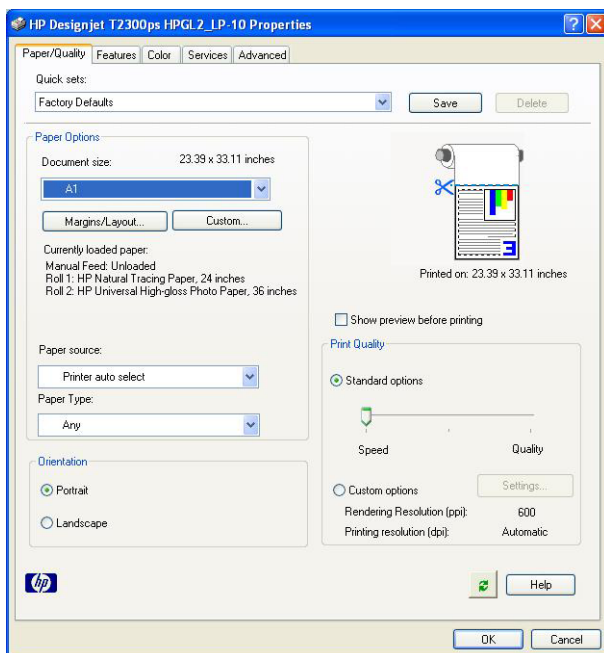 HP Designjet T2300ps HPGL2_LP-10 Properties
Paper/Quality Features Color Services Advanced
Quick sets:
Factory Defaults
Save
Delete
Paper Options
Document size: 23.39 x 33.11 inches
A1
Margins/Layout... Custom...
Currently loaded paper:
Manual Feed: Unloaded
Roll 1: HP Natural Tracing Paper, 24 inches
Roll 2: HP Universal High-gloss Photo Paper, 36 inches
Paper source:
Printer auto select
Paper Type:
Any
Orientation
Portrait
Landscape
3
Printed on: 23.39 x 33.11 inches
Show preview before printing
Print Quality
Standard options
Speed Quality
Custom options Settings...
Rendering Resolution (ppi): 600
Printing resolution (dpi): Automatic
hp
Help
OK Cancel